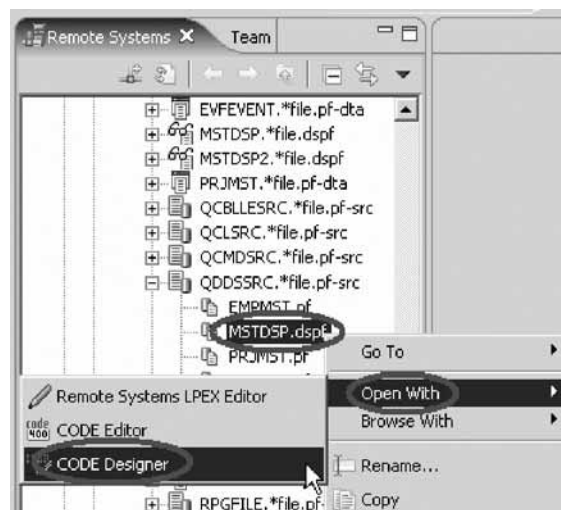 Remote Systems
Team
EVFEVENT.*file.pf-dta
MSTDSP.*file.dspf
MSTDSP2.*file.dspf
PRJMST.*file.pf-dta
QCBLLESRC.*file.pf-src
QCLSRC.*file.pf-src
QCMDSRC.*file.pf-src
QDDSSRC.*file.pf-src
EMPMST.pf
MSTDSP.dspf
PRJMST.pf
Go To
Remote Systems LPEX Editor
Open With
code 400 CODE Editor
Browse With
CODE Designer
Rename...
RPGFILE.*file.pf-
Copy